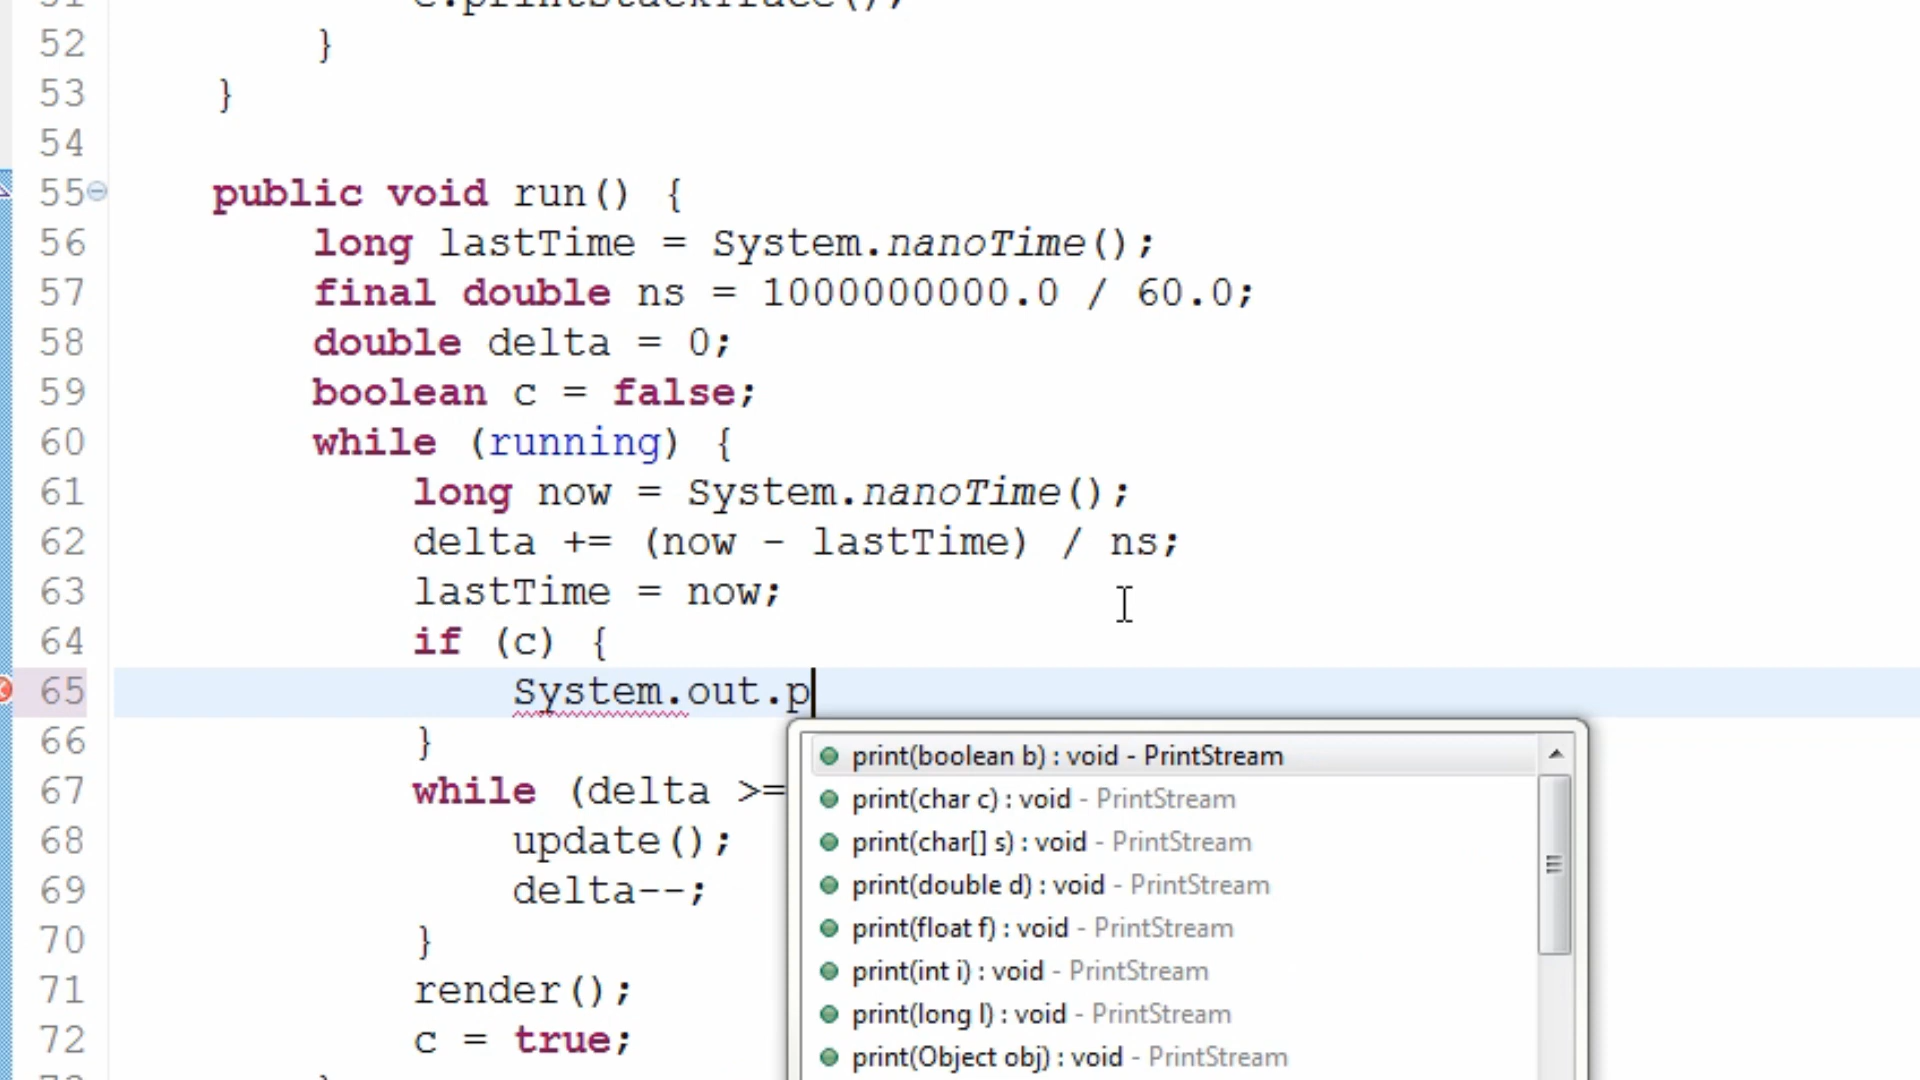 51 e.printStackTrace();
52 }
53 }
54
55 public void run() {
56 long lastTime = System.nanoTime();
57 final double ns = 1000000000.0 / 60.0;
58 double delta = 0;
59 boolean c = false;
60 while (running) {
61 long now = System.nanoTime();
62 delta += (now - lastTime) / ns;
63 lastTime = now;
64 if (c) {
65 System.out.p
66 }
67 while (delta >=
68 update();
69 delta--;
70 }
71 render();
72 c = true;
}
print(boolean b) : void - PrintStream
print(char c) : void - PrintStream
print(char[] s) : void - PrintStream
print(double d) : void - PrintStream
print(float f) : void - PrintStream
print(int i) : void - PrintStream
print(long l) : void - PrintStream
print(Object obj) : void - PrintStream